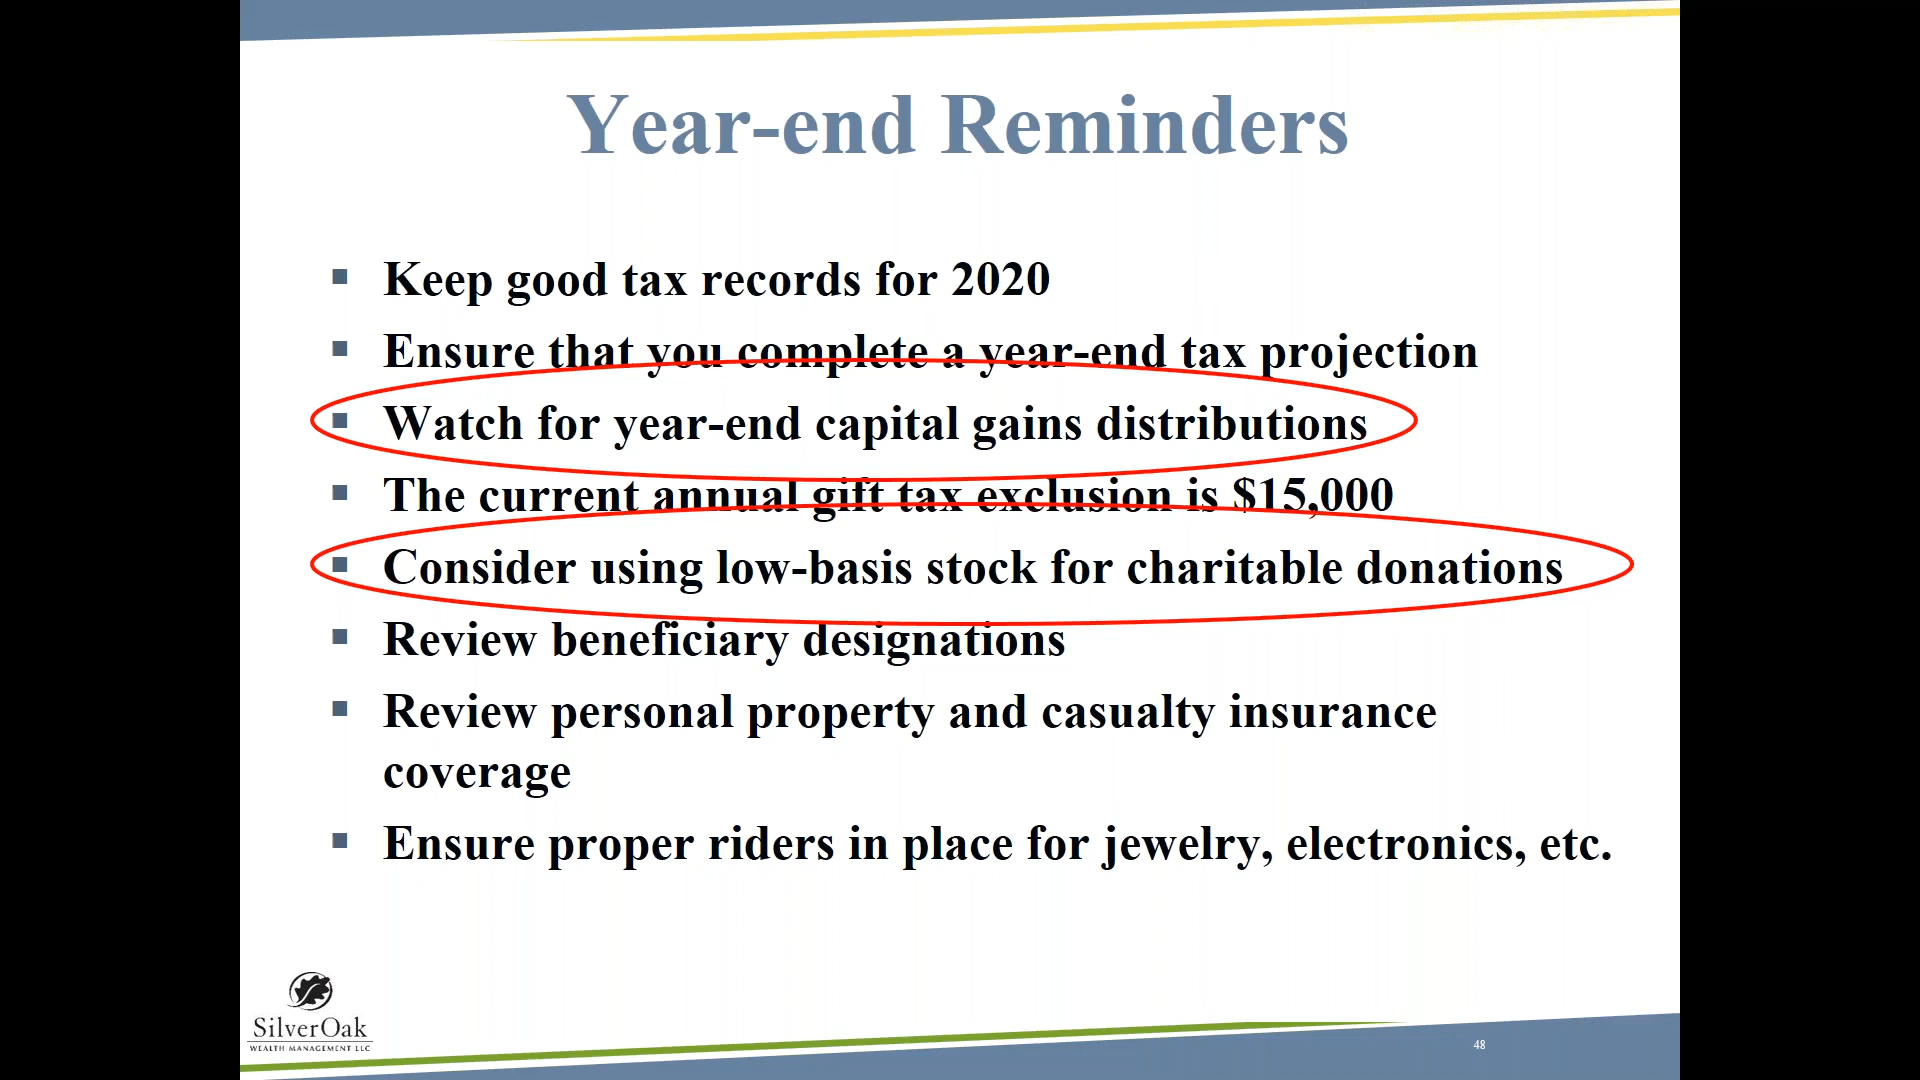 Year-end Reminders
Keep good tax records for 2020
Ensure that you complete a year-end tax projection
Watch for year-end capital gains distributions
The current annual gift tax exclusion is $15,000
Consider using low-basis stock for charitable donations
Review beneficiary designations
Review personal property and casualty insurance
coverage
Ensure proper riders in place for jewelry, electronics, etc.
SilverOak
WEALTH MANAGEMENT LLC
48